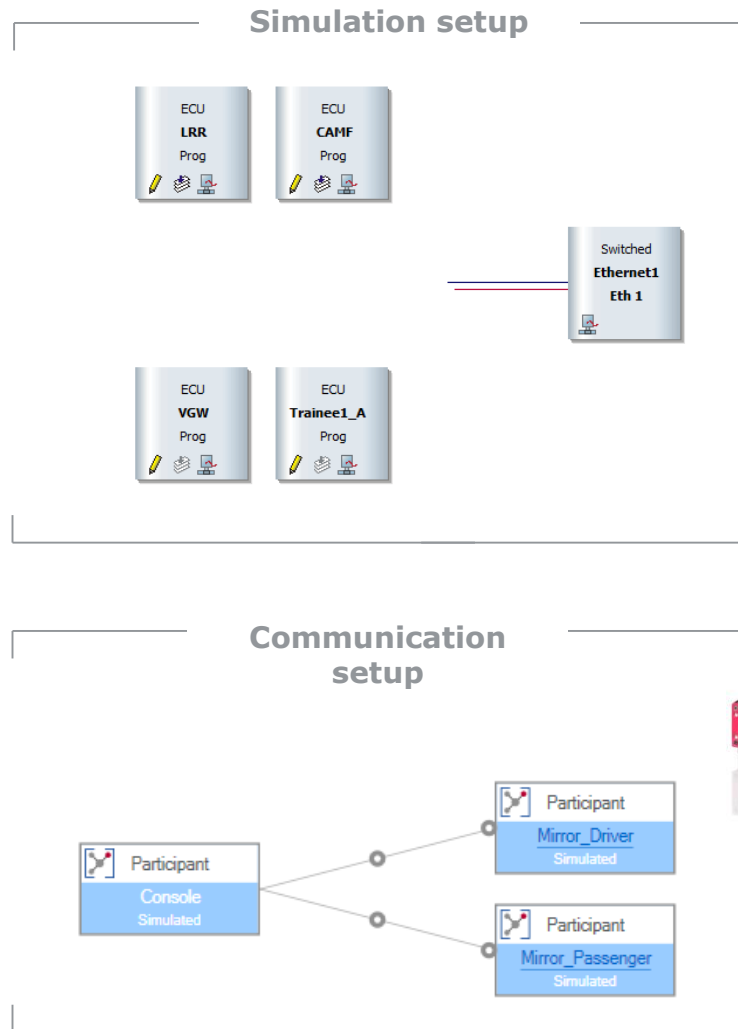 Simulation setup
ECU
LRR
Prog
ECU
CAMF
Prog
Switched
Ethernet1
Eth 1
ECU
VGW
Prog
ECU
Trainee1_A
Prog
Communication
setup
Participant
Mirror_Driver
Simulated
Participant
Console
Simulated
Participant
Mirror_Passenger
Simulated